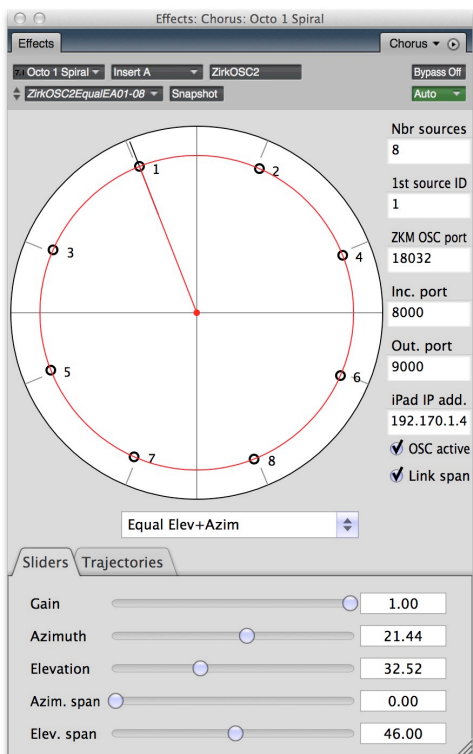 Effects: Chorus: Octo 1 Spiral
Effects
Chorus
7.1 Octo 1 Spiral
Insert A
ZirkOSC2
Bypass Off
ZirkOSC2EqualEA01-08
Snapshot
Auto
Nbr sources
8
1st source ID
1
ZKM OSC port
18032
Inc. port
8000
Out. port
9000
iPad IP add.
192.170.1.4
OSC active
Link span
1
2
3
4
5
6
7
8
Equal Elev+Azim
Sliders
Trajectories
Gain
1.00
Azimuth
21.44
Elevation
32.52
Azim. span
0.00
Elev. span
46.00